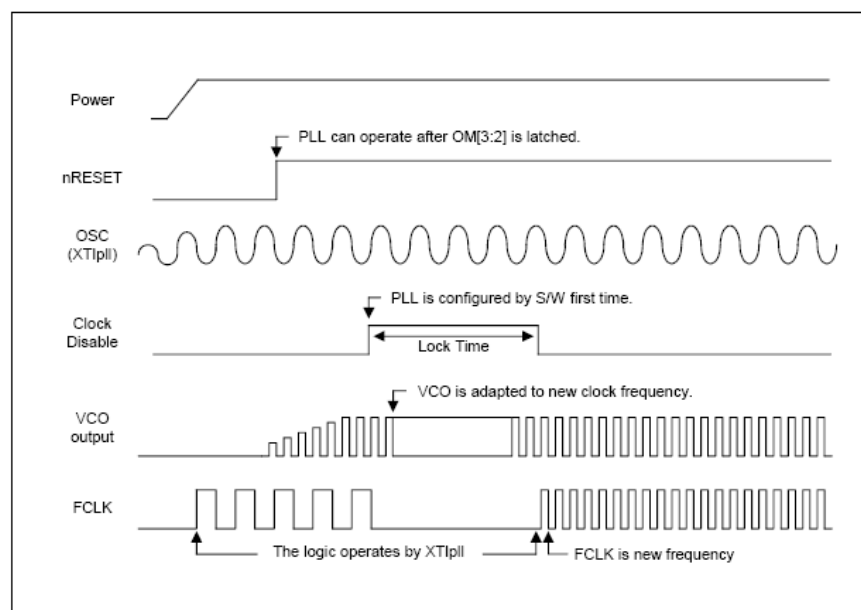 Power
PLL can operate after OM[3:2] is latched.
nRESET
OSC
(XTIpll)
PLL is configured by S/W first time.
Clock
Disable
Lock Time
VCO is adapted to new clock frequency.
VCO
output
FCLK
The logic operates by XTIpll
FCLK is new frequency